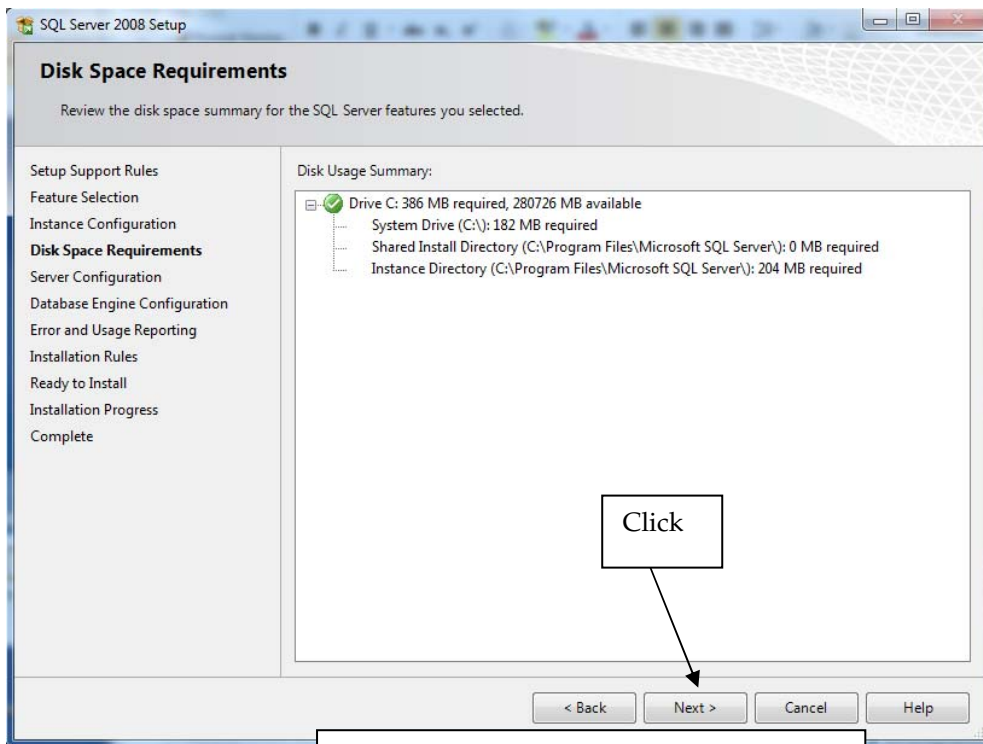 SQL Server 2008 Setup
Disk Space Requirements
Review the disk space summary for the SQL Server features you selected.
Setup Support Rules
Feature Selection
Instance Configuration
Disk Space Requirements
Server Configuration
Database Engine Configuration
Error and Usage Reporting
Installation Rules
Ready to Install
Installation Progress
Complete
Disk Usage Summary:
Drive C: 386 MB required, 280726 MB available
System Drive (C:\): 182 MB required
Shared Install Directory (C:\Program Files\Microsoft SQL Server\): 0 MB required
Instance Directory (C:\Program Files\Microsoft SQL Server\): 204 MB required
Click
< Back
Next >
Cancel
Help